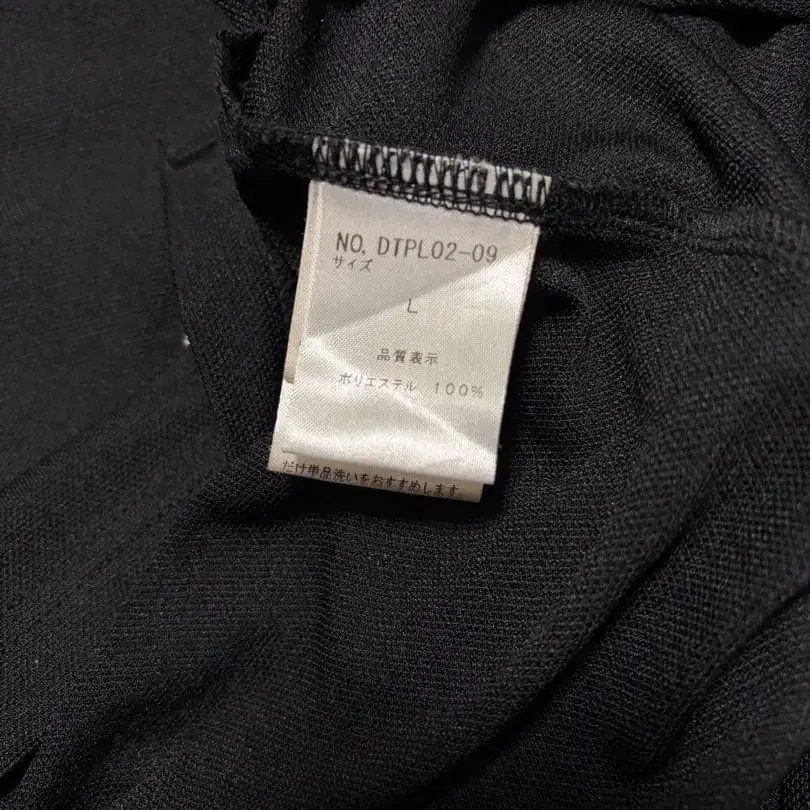 NO. DTPL02-09
サイズ
L
品質表示
ポリエステル 100%
だけ単品洗いをおすすめします